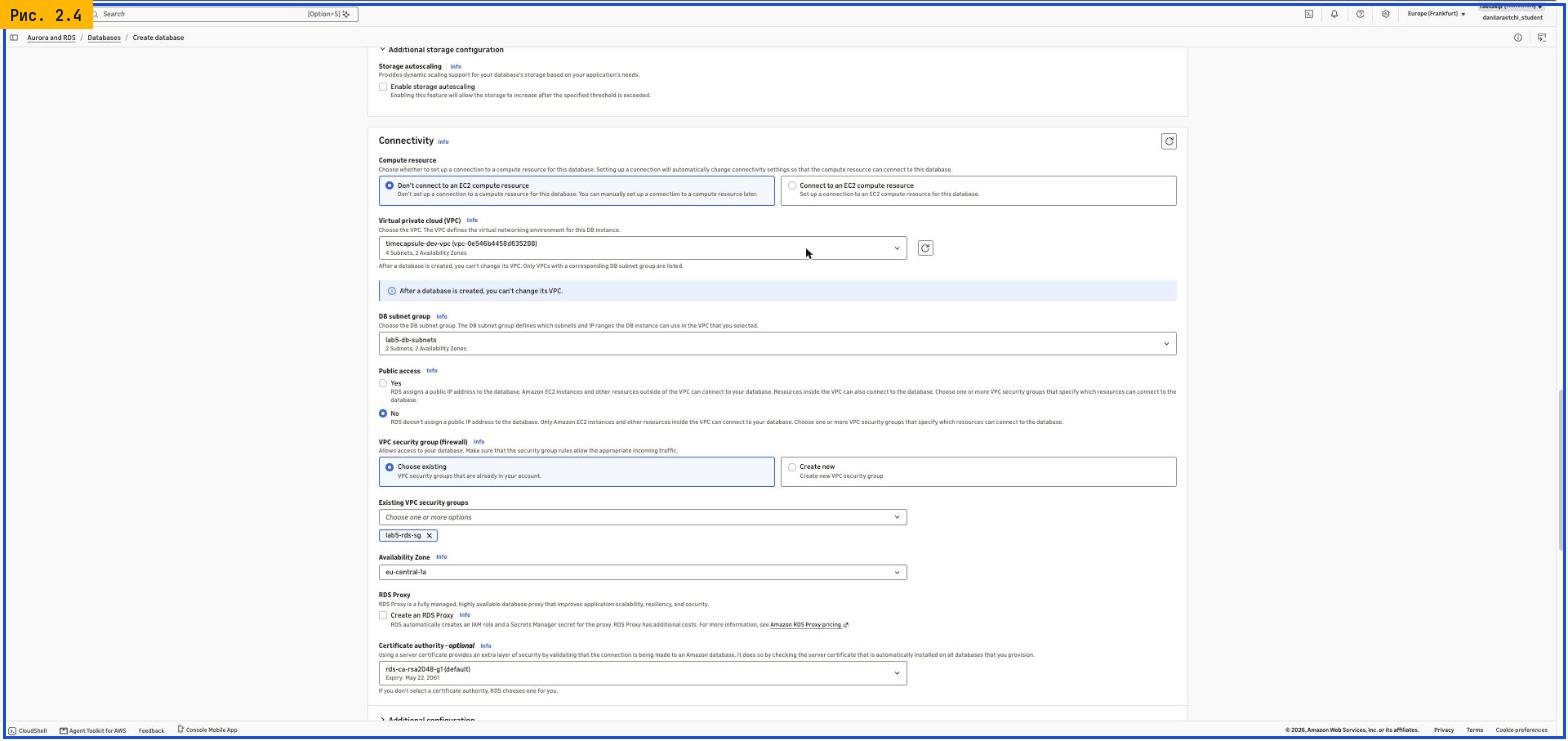 Рис. 2.4
Search
[Option+S]
Europe (Frankfurt)
danilaraetchi_student
Aurora and RDS / Databases / Create database
Additional storage configuration
Storage autoscaling Info
Provides dynamic scaling support for your database's storage based on your application's needs.
Enable storage autoscaling
Enabling this feature will allow the storage to increase after the specified threshold is exceeded.
Connectivity Info
Compute resource
Choose whether to set up a connection to a compute resource for this database. Setting up a connection will automatically change connectivity settings so that the compute resource can connect to this database.
Don't connect to an EC2 compute resource
Don't set up a connection to a compute resource for this database. You can manually set up a connection to a compute resource later.
Connect to an EC2 compute resource
Set up a connection to an EC2 compute resource for this database.
Virtual private cloud (VPC) Info
Choose the VPC. The VPC defines the virtual networking environment for this DB instance.
timecapsule-dev-vpc (vpc-0e546b4458d635288)
4 Subnets, 2 Availability Zones
After a database is created, you can't change its VPC. Only VPCs with a corresponding DB subnet group are listed.
After a database is created, you can't change its VPC.
DB subnet group Info
Choose the DB subnet group. The DB subnet group defines which subnets and IP ranges the DB instance can use in the VPC that you selected.
lab5-db-subnets
2 Subnets, 2 Availability Zones
Public access Info
Yes
RDS assigns a public IP address to the database. Amazon EC2 instances and other resources outside of the VPC can connect to your database. Resources inside the VPC can also connect to the database. Choose one or more VPC security groups that specify which resources can connect to the
database.
No
RDS doesn't assign a public IP address to the database. Only Amazon EC2 instances and other resources inside the VPC can connect to your database. Choose one or more VPC security groups that specify which resources can connect to the database.
VPC security group (firewall) Info
Allows access to your database. Make sure that the security group rules allow the appropriate incoming traffic.
Choose existing
VPC security groups that are already in your account.
Create new
Create new VPC security group
Existing VPC security groups
Choose one or more options
lab5-rds-sg
Availability Zone Info
eu-central-1a
RDS Proxy
RDS Proxy is a fully managed, highly available database proxy that improves application scalability, resiliency, and security.
Create an RDS Proxy Info
RDS automatically creates an IAM role and a Secrets Manager secret for the proxy. RDS Proxy has additional costs. For more information, see Amazon RDS Proxy pricing
Certificate authority - optional Info
Using a server certificate provides an extra layer of security by validating that the connection is being made to an Amazon database. It does so by checking the server certificate that is automatically installed on all databases that you provision.
rds-ca-rsa2048-g1 (default)
Expiry: May 22, 2061
If you don't select a certificate authority, RDS chooses one for you.
Additional configuration
CloudShell Agent Toolkit for AWS Feedback Console Mobile App
© 2026, Amazon Web Services, Inc. or its affiliates. Privacy Terms Cookie preferences